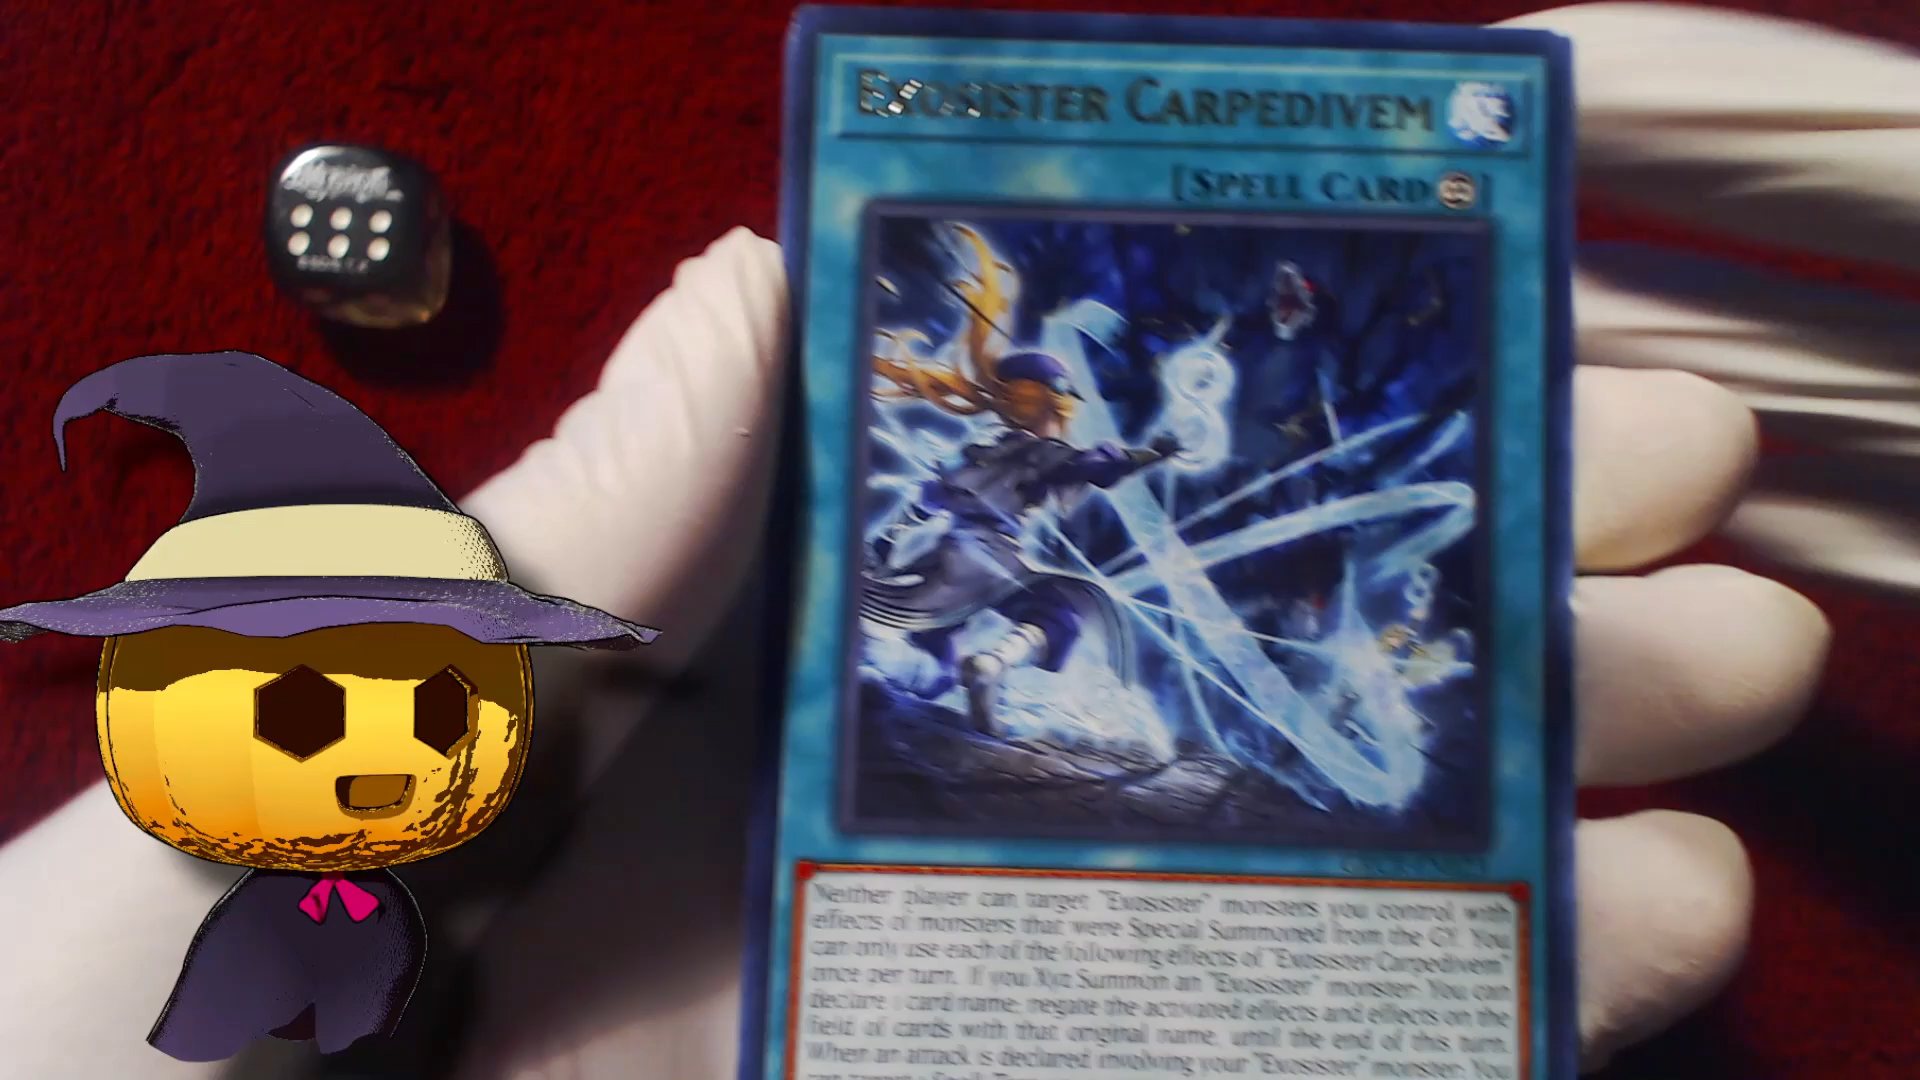 EXOSISTER CARPEDIVEM
[SPELL CARD ]
Neither player can target "Exosister" monsters you control with
effects of monsters that were Special Summoned from the GY. You
can only use each of the following effects of "Exosister Carpedivem"
once per turn. If you Xyz Summon an "Exosister" monster: You can
declare 1 card name; negate the activated effects and effects on the
field of cards with that original name, until the end of this turn.
When an attack is declared involving your "Exosister" monster: You